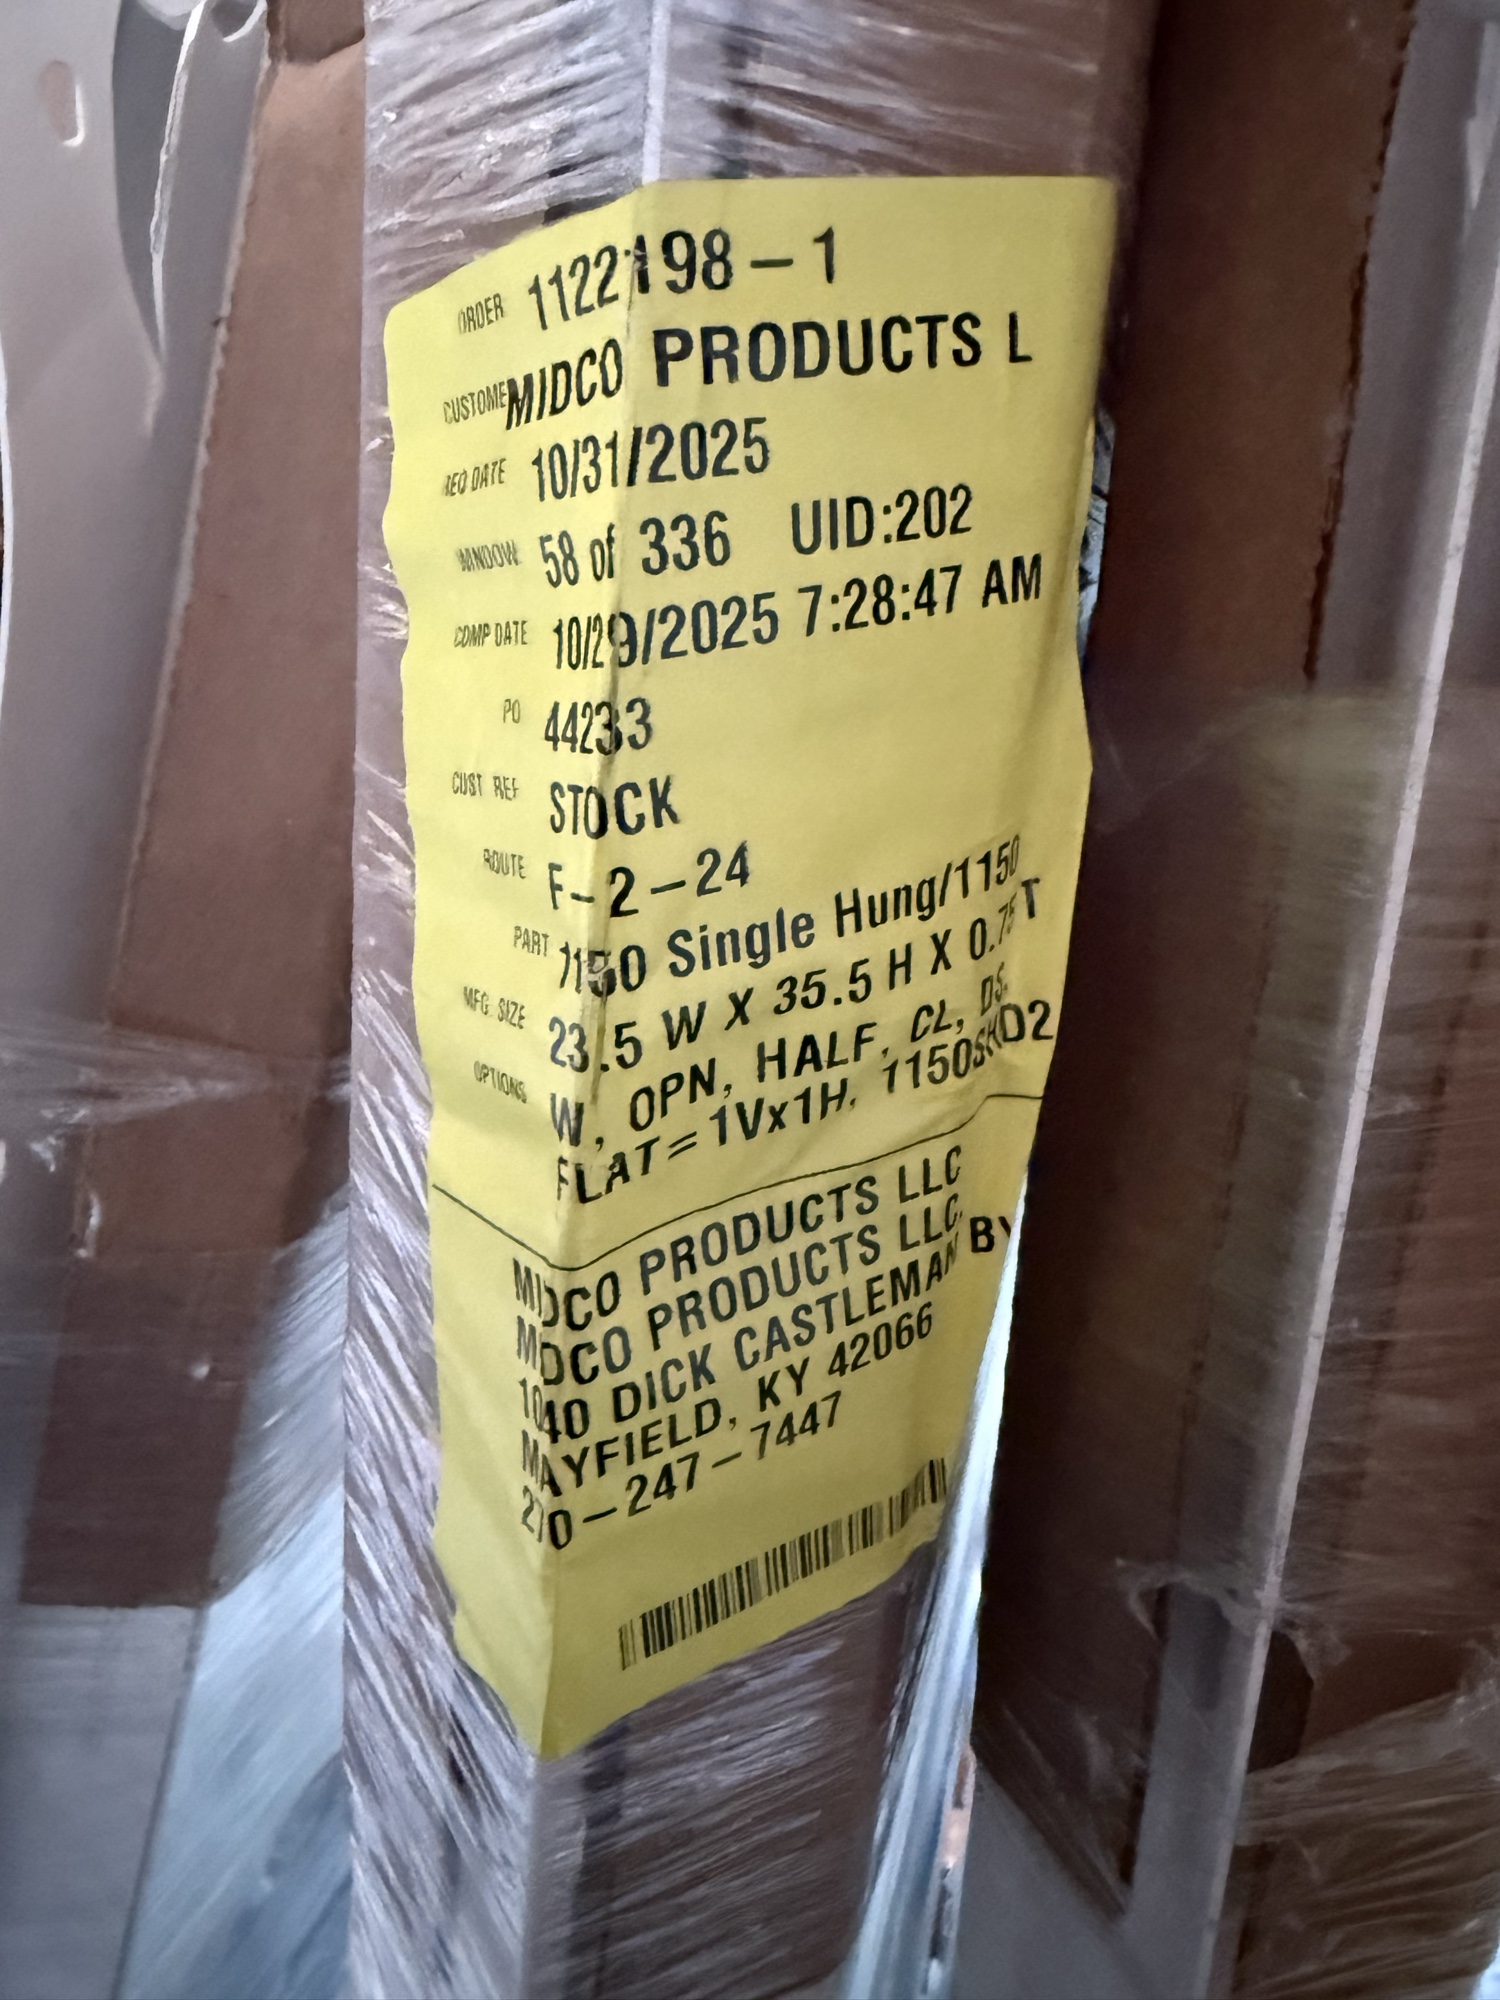 ORDER 1122198-1
CUSTOME MIDCO PRODUCTS L
REQ DATE 10/31/2025
WINDOW 58 of 336 UID:202
COMP DATE 10/29/2025 7:28:47 AM
PO 44233
CUST REF STOCK
ROUTE F-2-24
PART 1150 Single Hung/1150
MFG. SIZE 23.5 W X 35.5 H X 0.75 T
OPTIONS W, OPN, HALF, CL, DS,
FLAT=1Vx1H, 1150SHD2
MIDCO PRODUCTS LLC
MIDCO PRODUCTS LLC
1040 DICK CASTLEMAN BY
MAYFIELD, KY 42066
270-247-7447